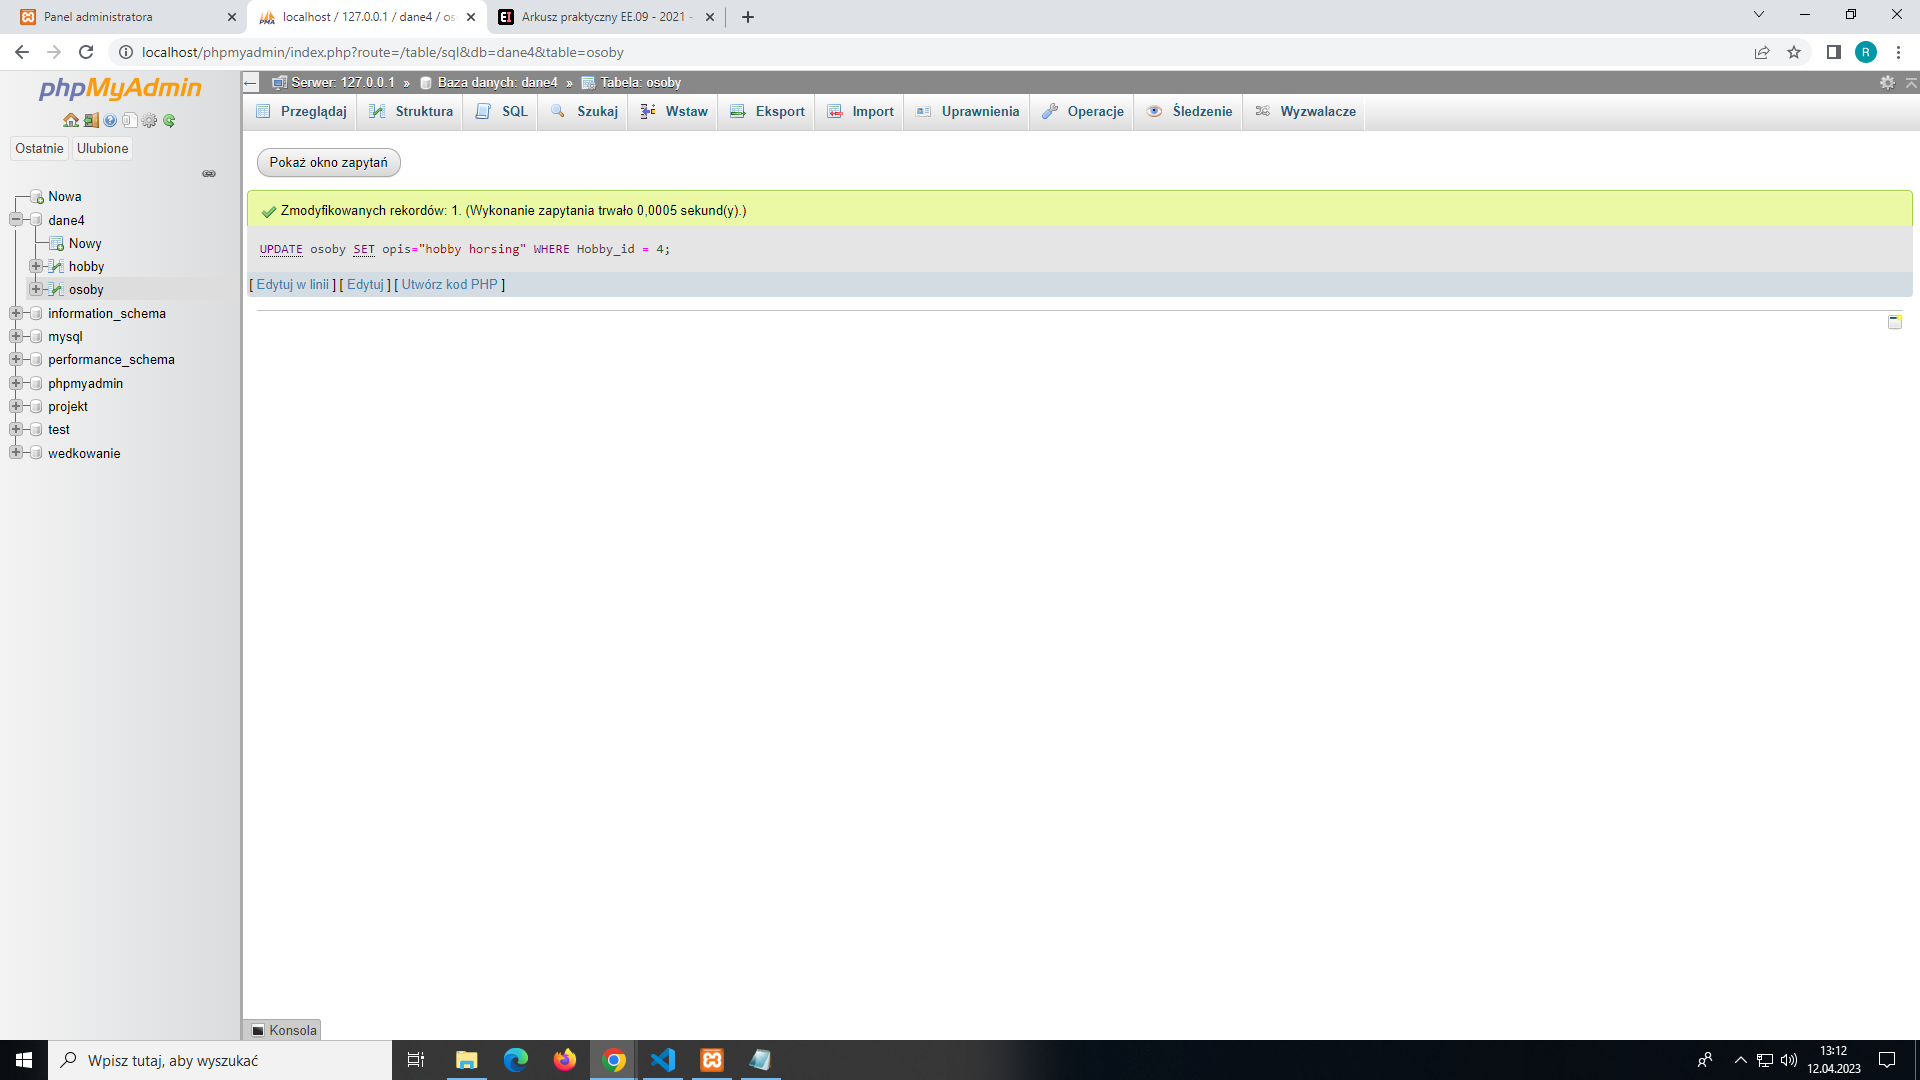 Panel administratora
localhost / 127.0.0.1 / dane4 / os
Arkusz praktyczny EE.09 - 2021 -
localhost/phpmyadmin/index.php?route=/table/sql&db=dane4&table=osoby
R
phpMyAdmin
Ostatnie
Ulubione
Nowa
dane4
Nowy
hobby
osoby
information_schema
mysql
performance_schema
phpmyadmin
projekt
test
wedkowanie
Serwer: 127.0.0.1 » Baza danych: dane4 » Tabela: osoby
Przeglądaj Struktura SQL Szukaj Wstaw Eksport Import Uprawnienia Operacje Śledzenie Wyzwalacze
Pokaż okno zapytań
Zmodyfikowanych rekordów: 1. (Wykonanie zapytania trwało 0,0005 sekund(y).)
UPDATE osoby SET opis="hobby horsing" WHERE Hobby_id = 4;
[ Edytuj w linii ] [ Edytuj ] [ Utwórz kod PHP ]
Konsola
Wpisz tutaj, aby wyszukać
13:12
12.04.2023